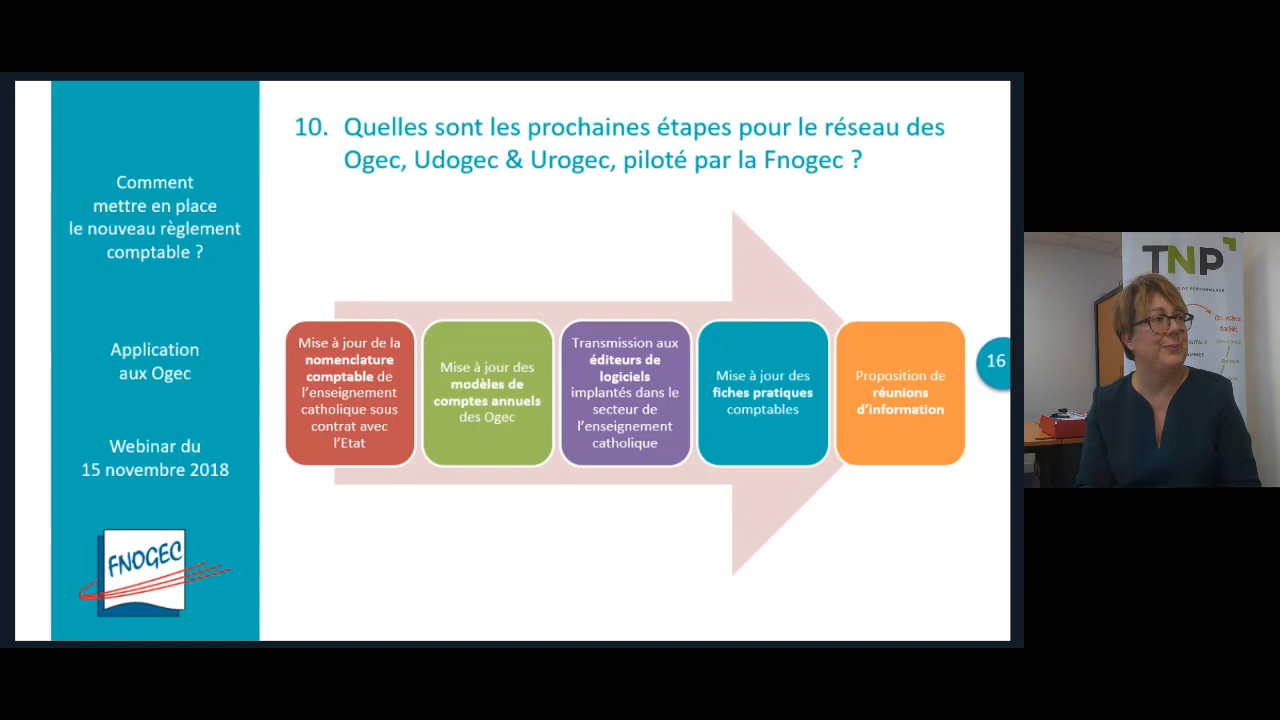 Comment
mettre en place
le nouveau règlement
comptable ?
Application
aux Ogec
Webinar du
15 novembre 2018
FNOGEC
10. Quelles sont les prochaines étapes pour le réseau des
Ogec, Udogec & Urogec, piloté par la Fnogec ?
Mise à jour de la
nomenclature
comptable de
l'enseignement
catholique sous
contrat avec
l'Etat
Mise à jour des
modèles de
comptes annuels
des Ogec
Transmission aux
éditeurs de
logiciels
implantés dans le
secteur de
l'enseignement
catholique
Mise à jour des
fiches pratiques
comptables
Proposition de
réunions
d'information
16
TNP